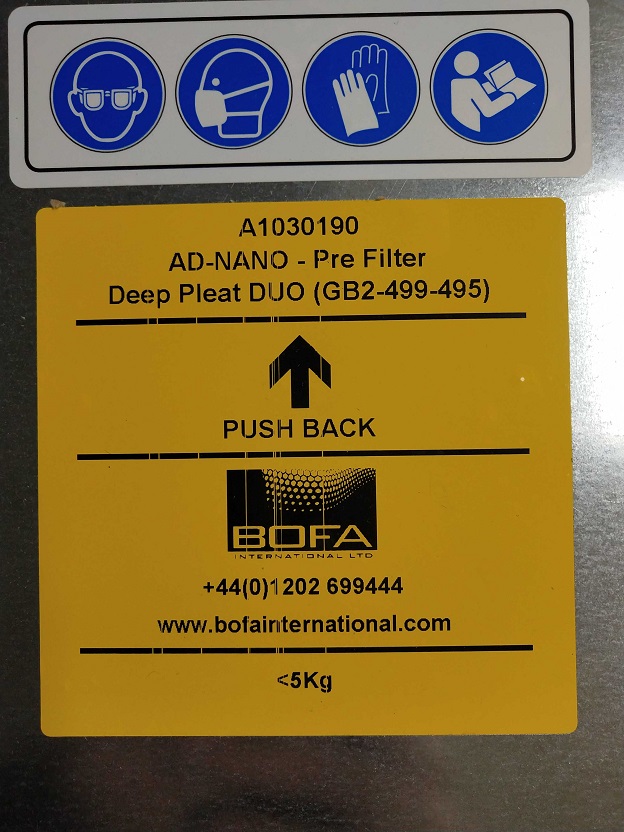 A1030190
AD-NANO - Pre Filter
Deep Pleat DUO (GB2-499-495)
PUSH BACK
BOFA
INTERNATIONAL LTD
+44(0)1202 699444
www.bofainternational.com
<5Kg